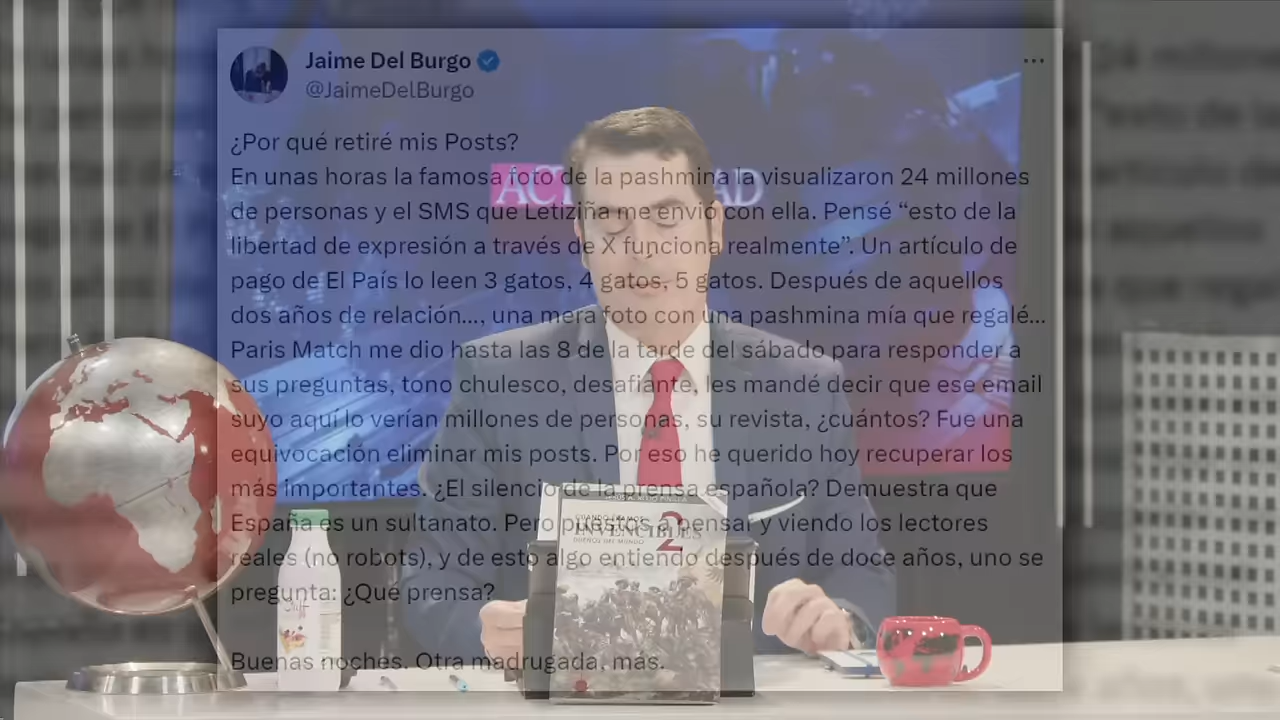 Jaime Del Burgo
@JaimeDelBurgo
...
¿Por qué retiré mis Posts?
En unas horas la famosa foto de la pashmina la visualizaron 24 millones
de personas y el SMS que Letizia me envió con ella. Pensé “esto de la
libertad de expresión a través de X funciona realmente”. Un artículo de
pago de El País lo leen 3 gatos, 4 gatos, 5 gatos. Después de aquellos
dos años de relación..., una mera foto con una pashmina mía que regalé...
Paris Match me dio hasta las 8 de la tarde del sábado para responder a
sus preguntas, tono chulesco, desafiante, les mandé decir que ese email
suyo aquí lo verían millones de personas, su revista, ¿cuántos? Fue una
equivocación eliminar mis posts. Por eso he querido hoy recuperar los
más importantes. ¿El silencio de la prensa española? Demuestra que
España es un sultanato. Pero puestos a pensar y viendo los lectores
reales (no robots), y de esto algo entiendo después de doce años, uno se
pregunta: ¿Qué prensa?
Buenas noches. Otra madrugada, más.
ACT
AD
CUANDO ÉRAMOS
INVENCIBLES
2